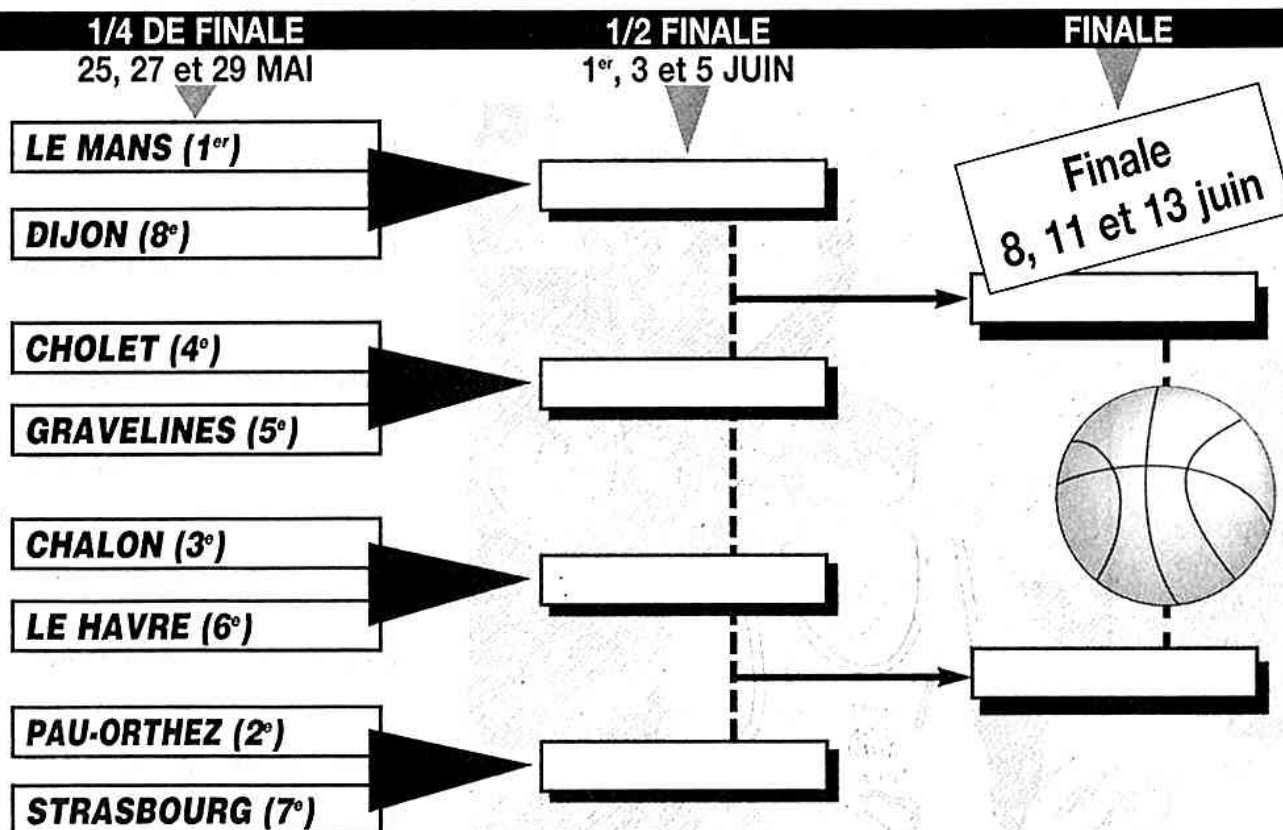 1/4 DE FINALE
25, 27 et 29 MAI
1/2 FINALE
1er, 3 et 5 JUIN
FINALE
Finale
8, 11 et 13 juin
LE MANS (1er)
DIJON (8e)
CHOLET (4e)
GRAVELINES (5e)
CHALON (3e)
LE HAVRE (6e)
PAU-ORTHEZ (2e)
STRASBOURG (7e)